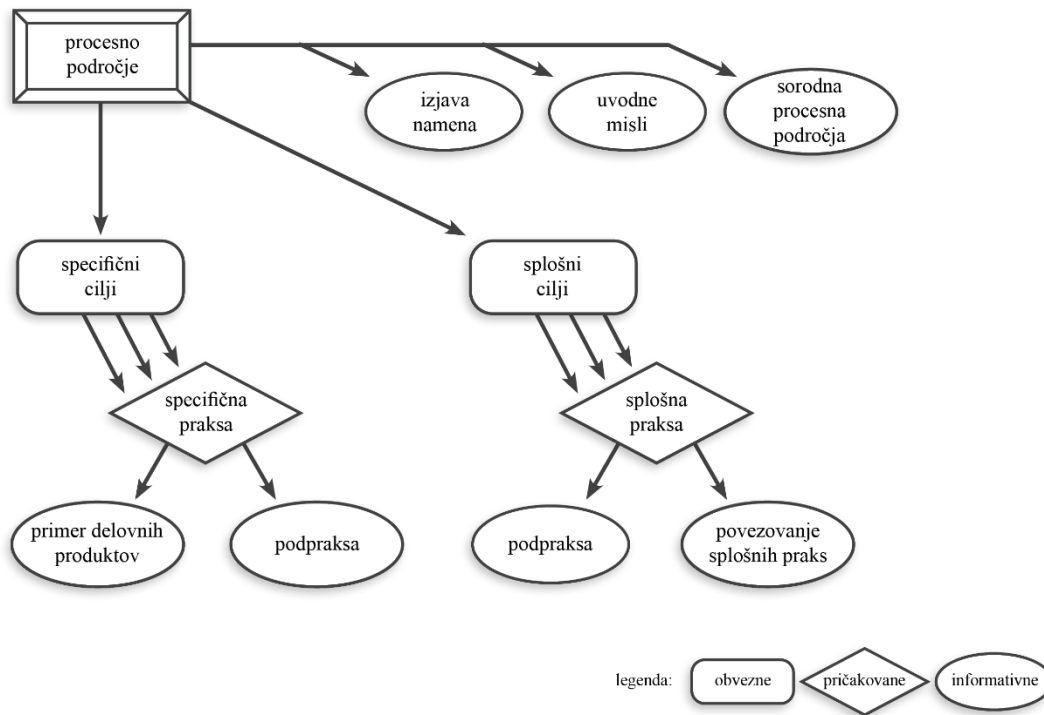 procesno
področje
izjava
namena
uvodne
misli
sorodna
procesna
področja
specifični
cilji
splošni
cilji
specifična
praksa
splošna
praksa
primer delovnih
produktov
podpraksa
podpraksa
povezovanje
splošnih praks
legenda:
obvezne
pričakovane
informativne